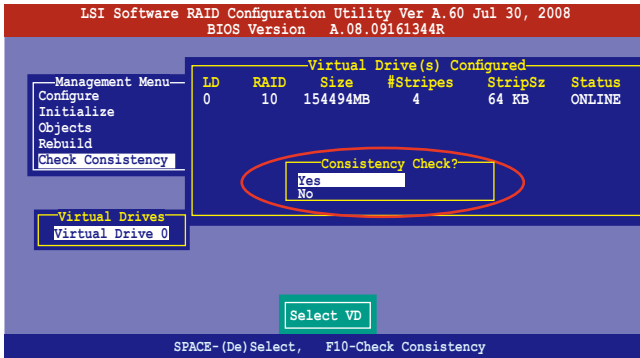 LSI Software RAID Configuration Utility Ver A.60 Jul 30, 2008
BIOS Version A.08.09161344R
Virtual Drive(s) Configured
LD RAID Size #Stripes StripSz Status
0 10 154494MB 4 64 KB ONLINE
Management Menu
Configure
Initialize
Objects
Rebuild
Check Consistency
Consistency Check?
Yes
No
Virtual Drives
Virtual Drive 0
Select VD
SPACE-(De)Select, F10-Check Consistency